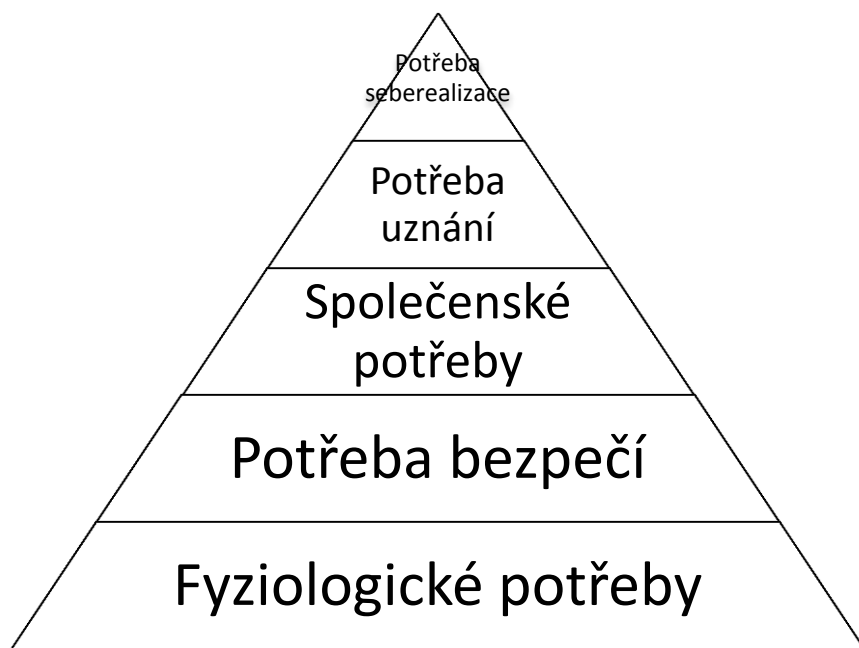 Potřeba
seberealizace
Potřeba
uznání
Společenské
potřeby
Potřeba bezpečí
Fyziologické potřeby